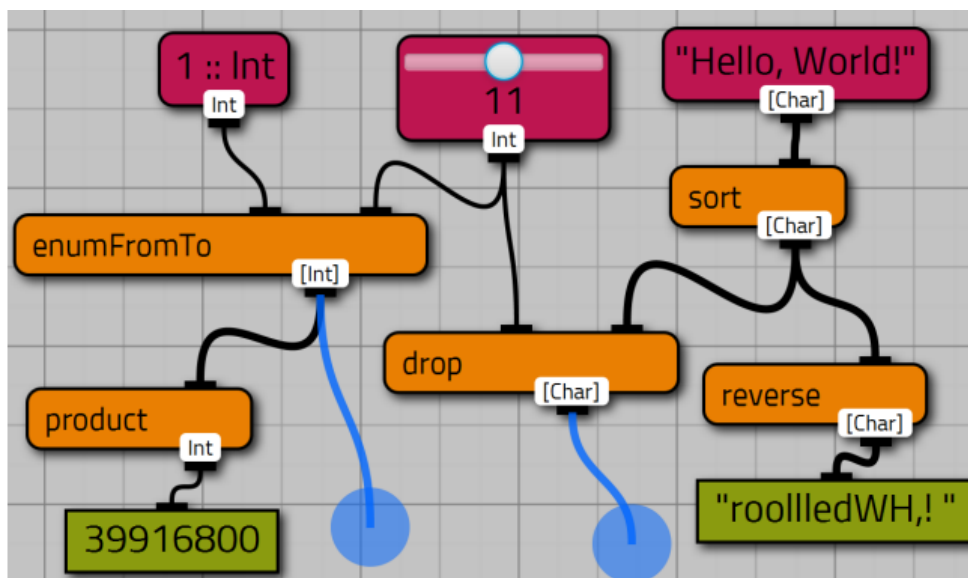 1 :: Int
Int
11
Int
"Hello, World!"
[Char]
sort
[Char]
enumFromTo
[Int]
drop
[Char]
reverse
[Char]
product
Int
39916800
"roollledWH,! "